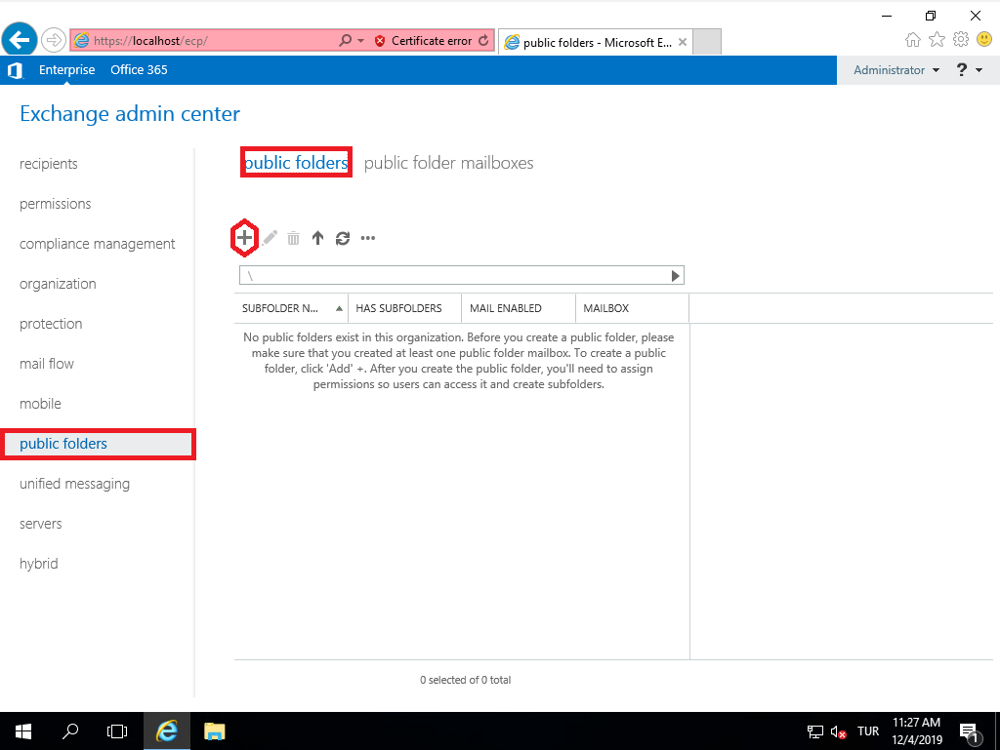 https://localhost/ecp/
Certificate error
public folders - Microsoft E...
Enterprise
Office 365
Administrator
?
Exchange admin center
recipients
permissions
compliance management
organization
protection
mail flow
mobile
public folders
unified messaging
servers
hybrid
public folders
public folder mailboxes
\
SUBFOLDER N...
HAS SUBFOLDERS
MAIL ENABLED
MAILBOX
No public folders exist in this organization. Before you create a public folder, please
make sure that you created at least one public folder mailbox. To create a public
folder, click 'Add' +. After you create the public folder, you'll need to assign
permissions so users can access it and create subfolders.
0 selected of 0 total
TUR
11:27 AM
12/4/2019
1